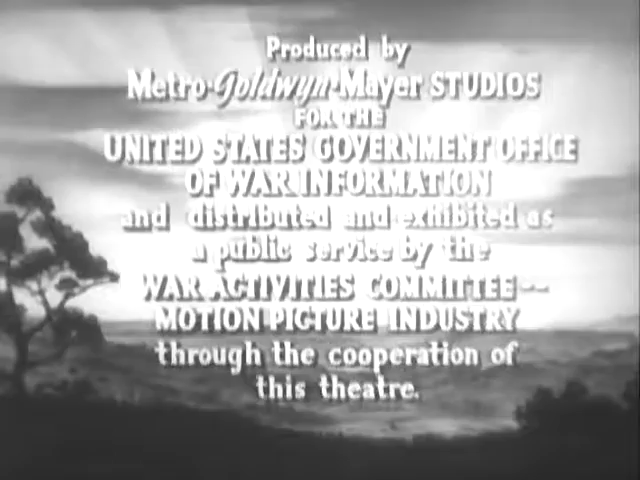 Produced by
Metro-Goldwyn-Mayer STUDIOS
FOR THE
UNITED STATES GOVERNMENT OFFICE
OF WAR INFORMATION
and distributed and exhibited as
a public service by the
WAR ACTIVITIES COMMITTEE--
MOTION PICTURE INDUSTRY
through the cooperation of
this theatre.